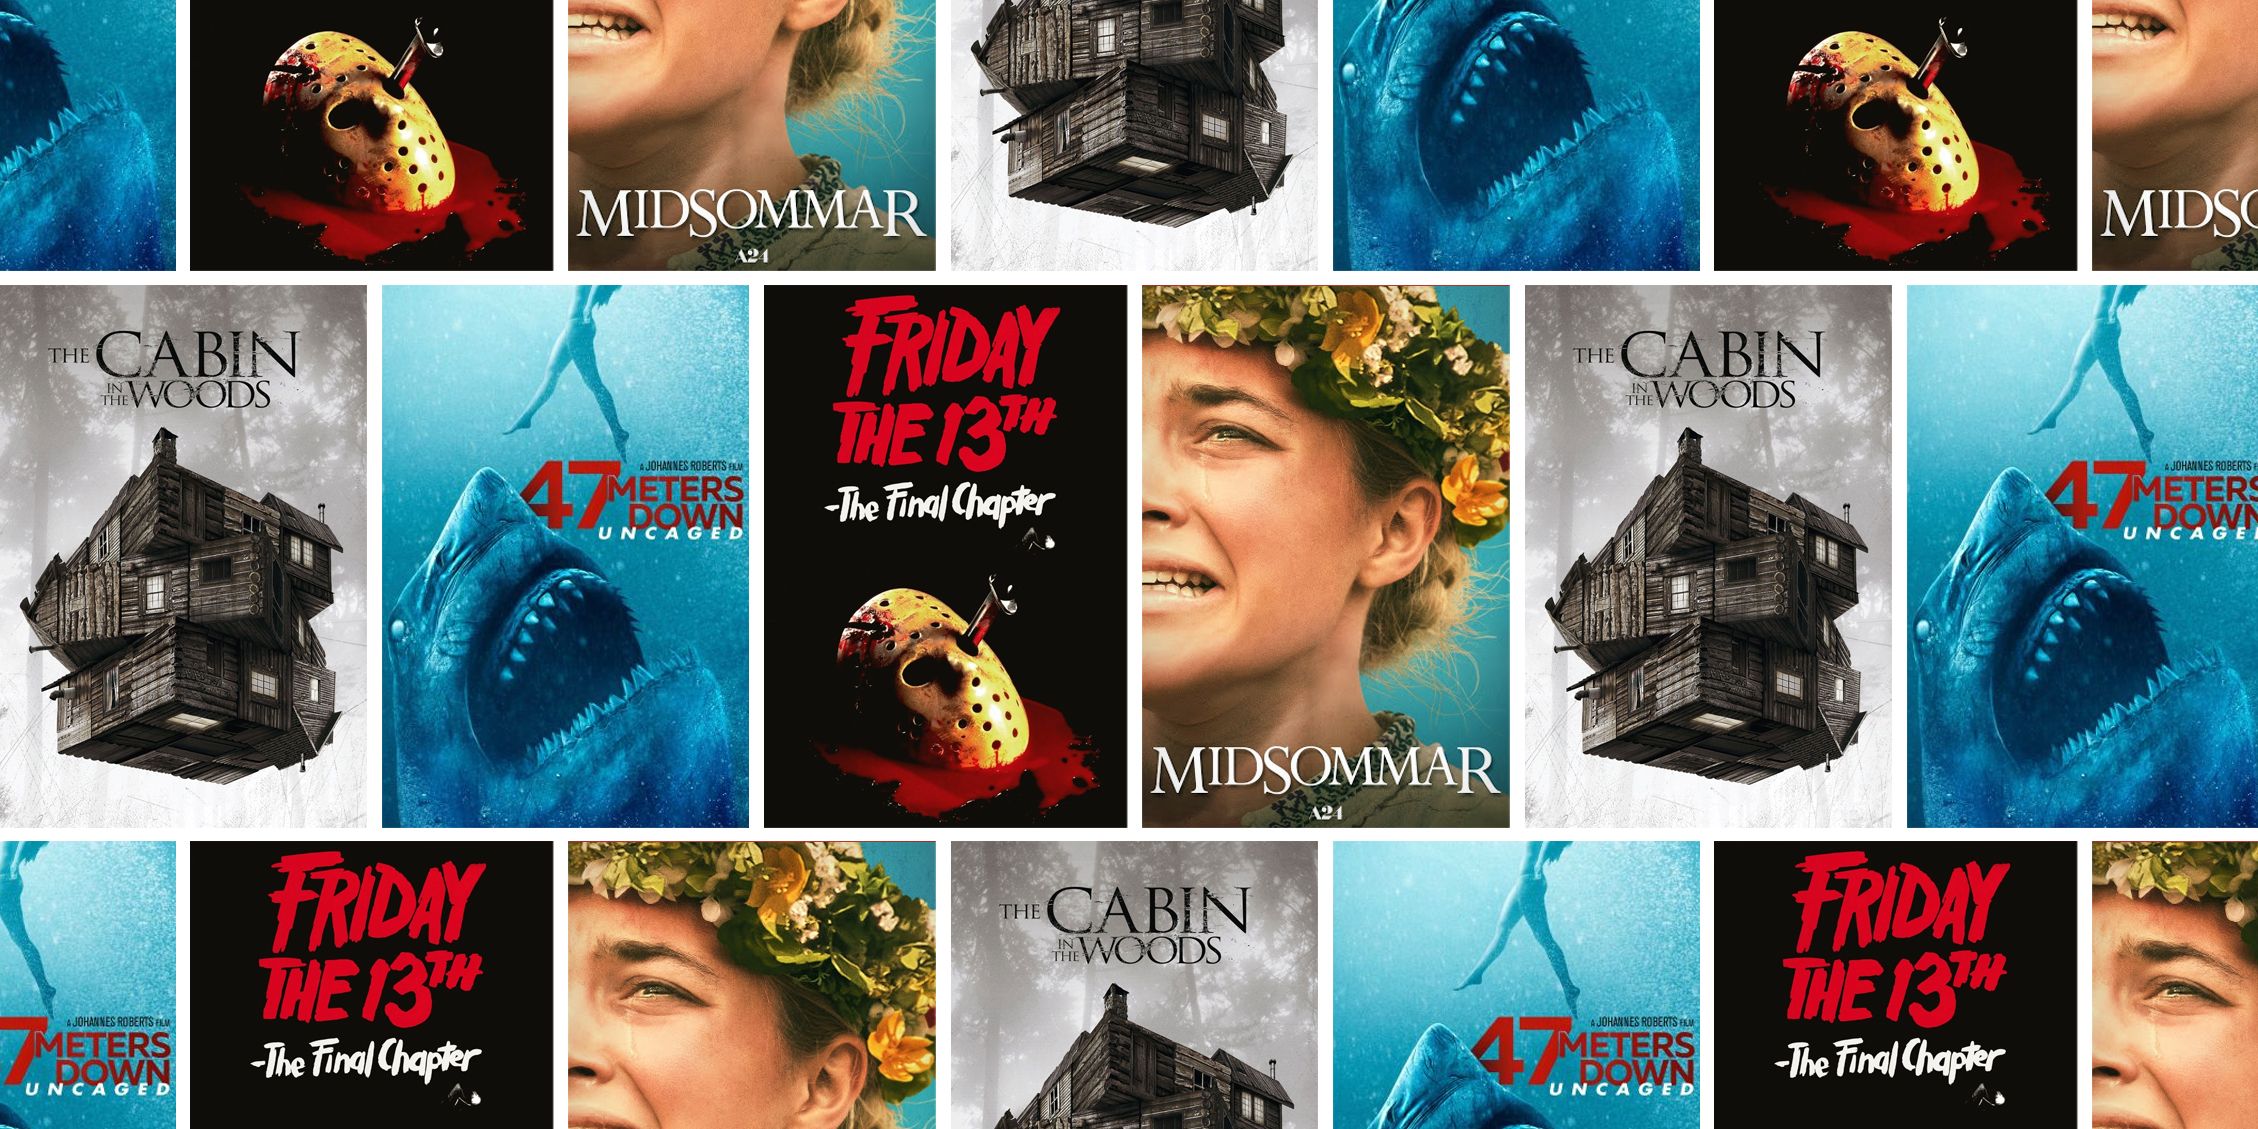 MIDSOMMAR
A24
MIDSO
THE CABIN
IN THE WOODS
A JOHANNES ROBERTS FILM
47 METERS
DOWN
UNCAGED
FRIDAY
THE 13TH
-The Final Chapter
MIDSOMMAR
A24
THE CABIN
IN THE WOODS
A JOHANNES ROBERTS F
47 METERS
DOWN
UNCAGED
A JOHANNES ROBERTS FILM
7 METERS
DOWN
UNCAGED
FRIDAY
THE 13TH
-The Final Chapter
THE CABIN
IN THE WOODS
A JOHANNES ROBERTS FILM
47 METERS
DOWN
UNCAGED
FRIDAY
THE 13TH
-The Final Chapter